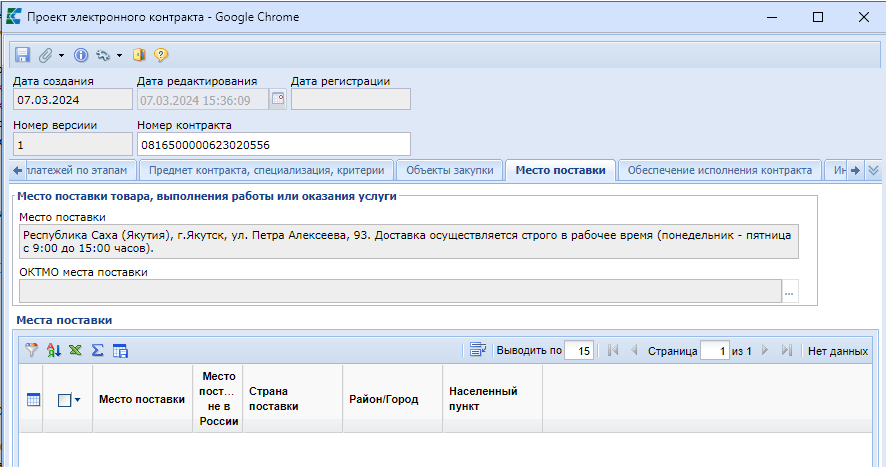 Проект электронного контракта - Google Chrome
Дата создания Дата редактирования Дата регистрации
07.03.2024 07.03.2024 15:36:09
Номер версиии Номер контракта
1 0816500000623020556
платежей по этапам Предмет контракта, специализация, критерии Объекты закупки Место поставки Обеспечение исполнения контракта Ин
Место поставки товара, выполнения работы или оказания услуги
Место поставки
Республика Саха (Якутия), г.Якутск, ул. Петра Алексеева, 93. Доставка осуществляется строго в рабочее время (понедельник - пятница
с 9:00 до 15:00 часов).
ОКТМО места поставки
...
Места поставки
Выводить по 15 Страница 1 из 1 Нет данных
Место поставки
Место
пост...
не в
России
Страна
поставки
Район/Город
Населенный
пункт